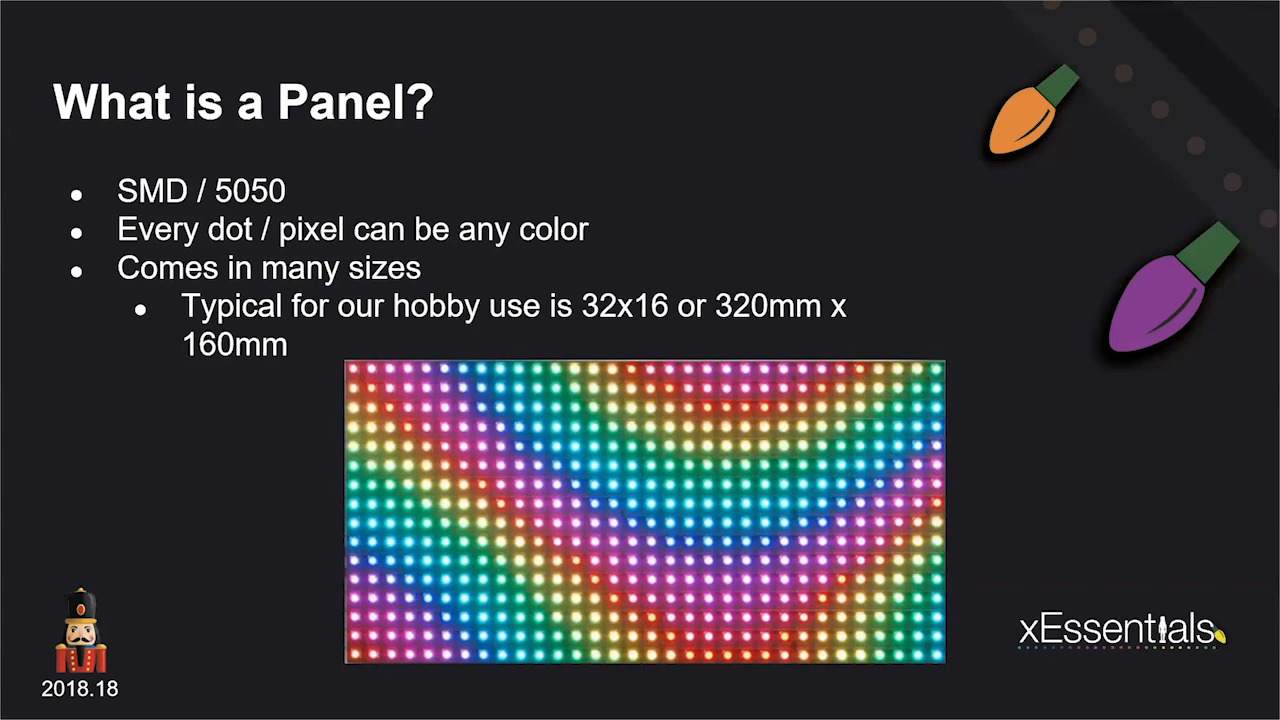 What is a Panel?
● SMD / 5050
● Every dot / pixel can be any color
● Comes in many sizes
● Typical for our hobby use is 32x16 or 320mm x
160mm
xEssentials
2018.18